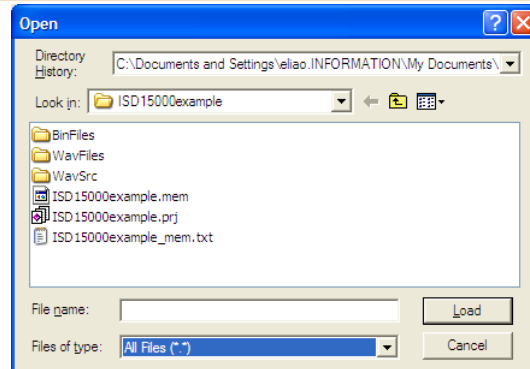 Open
Directory History: C:\Documents and Settings\eliao.INFORMATION\My Documents\
Look in: ISD15000example
BinFiles
WavFiles
WavSrc
ISD15000example.mem
ISD15000example.prj
ISD15000example_mem.txt
File name: Load
Files of type: All Files (*.*) Cancel